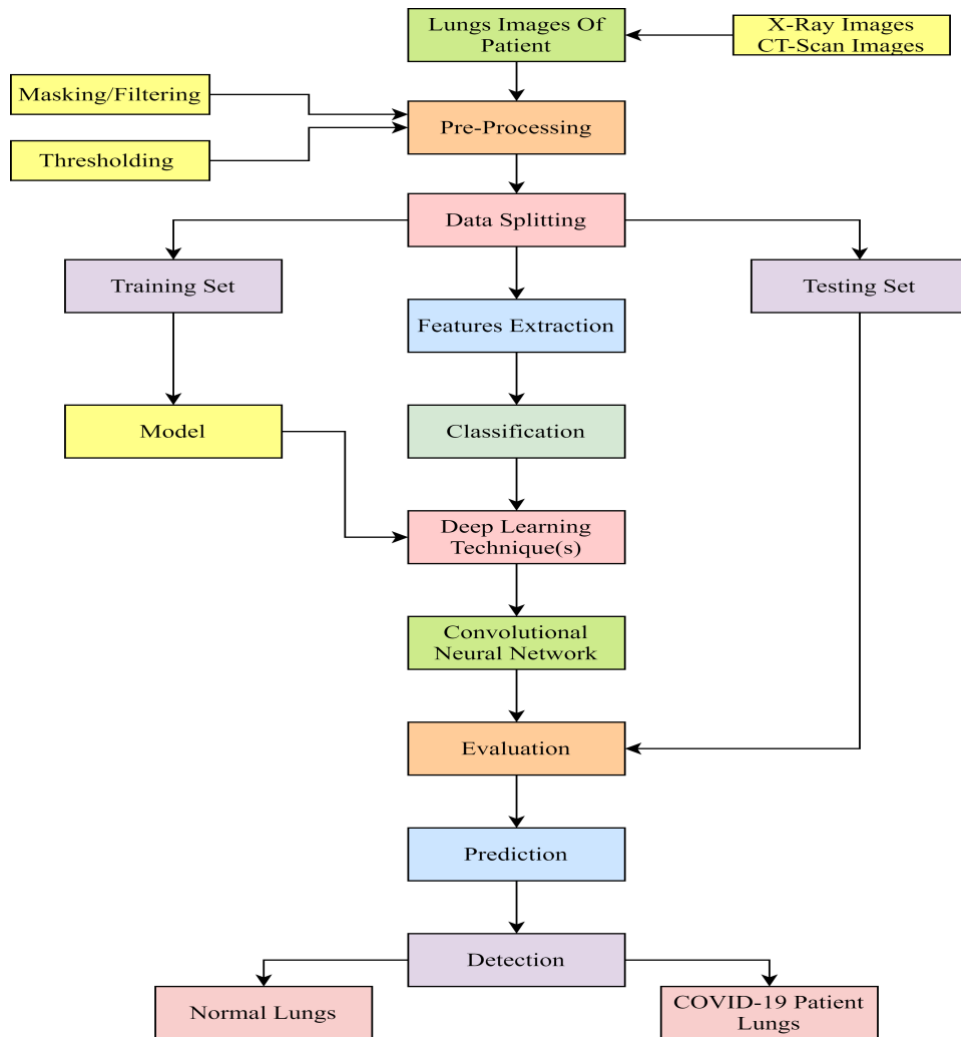 Lungs Images Of
Patient
X-Ray Images
CT-Scan Images
Masking/Filtering
Pre-Processing
Thresholding
Data Splitting
Training Set
Testing Set
Features Extraction
Model
Classification
Deep Learning
Technique(s)
Convolutional
Neural Network
Evaluation
Prediction
Detection
Normal Lungs
COVID-19 Patient
Lungs